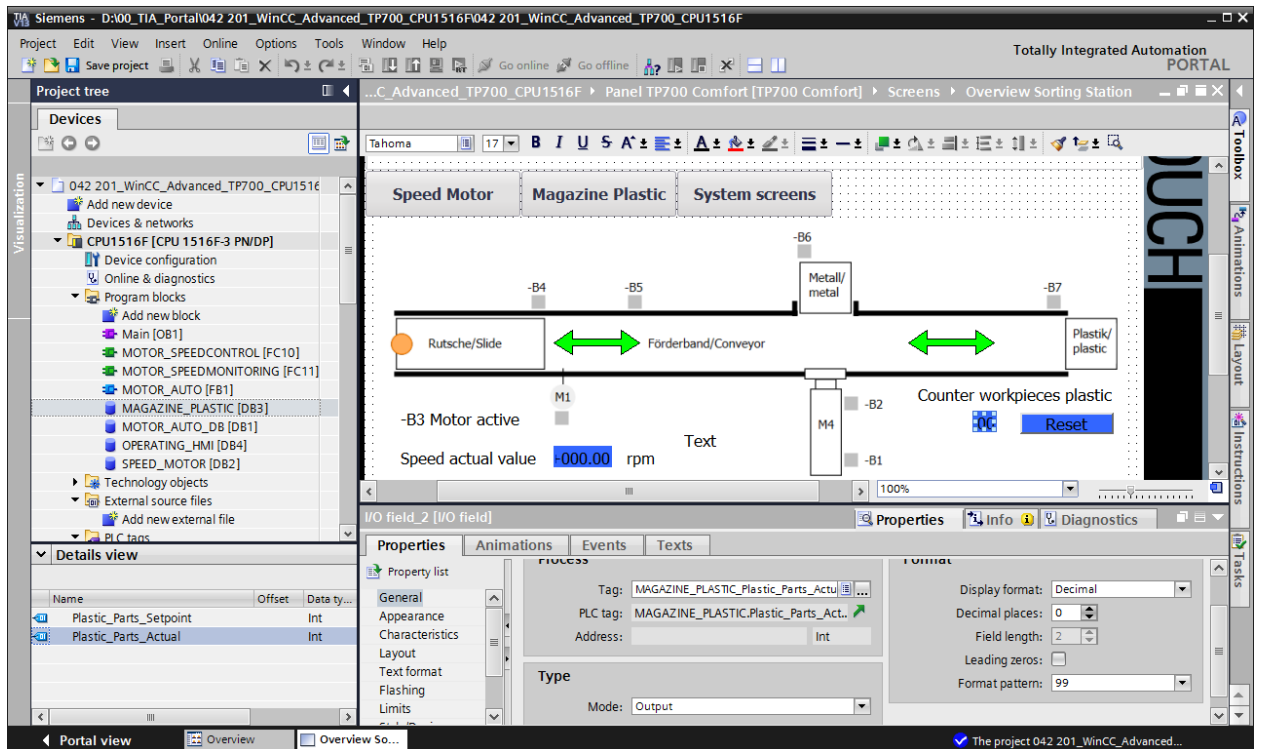 Siemens - D:\00_TIA_Portal\042 201_WinCC_Advanced_TP700_CPU1516F\042 201_WinCC_Advanced_TP700_CPU1516F
Project Edit View Insert Online Options Tools Window Help
Totally Integrated Automation
PORTAL
Save project Go online Go offline
Project tree
...C_Advanced_TP700_CPU1516F Panel TP700 Comfort [TP700 Comfort] Screens Overview Sorting Station
Devices
Tahoma 17 B I U S A A
Visualization
042 201_WinCC_Advanced_TP700_CPU1516
Add new device
Devices & networks
CPU1516F [CPU 1516F-3 PN/DP]
Device configuration
Online & diagnostics
Program blocks
Add new block
Main [OB1]
MOTOR_SPEEDCONTROL [FC10]
MOTOR_SPEEDMONITORING [FC11]
MOTOR_AUTO [FB1]
MAGAZINE_PLASTIC [DB3]
MOTOR_AUTO_DB [DB1]
OPERATING_HMI [DB4]
SPEED_MOTOR [DB2]
Technology objects
External source files
Add new external file
PLC tags
Speed Motor Magazine Plastic System screens
OUCH
-B6
Metall/
metal
-B4 -B5 -B7
Rutsche/Slide Förderband/Conveyor
Plastik/
plastic
M1
-B3 Motor active
M4
-B2
Counter workpieces plastic
Reset
Text
Speed actual value +000.00 rpm
-B1
100%
Toolbox
Animations
Layout
Instructions
Tasks
I/O field_2 [I/O field]
Properties Info Diagnostics
Properties Animations Events Texts
Property list
General
Appearance
Characteristics
Layout
Text format
Flashing
Limits
Process
Tag: MAGAZINE_PLASTIC_Plastic_Parts_Actu ...
PLC tag: MAGAZINE_PLASTIC.Plastic_Parts_Act..
Address: Int
Type
Mode: Output
Format
Display format: Decimal
Decimal places: 0
Field length: 2
Leading zeros:
Format pattern: 99
Details view
Name Offset Data ty...
Plastic_Parts_Setpoint Int
Plastic_Parts_Actual Int
Portal view Overview Overview So...
The project 042 201_WinCC_Advanced...